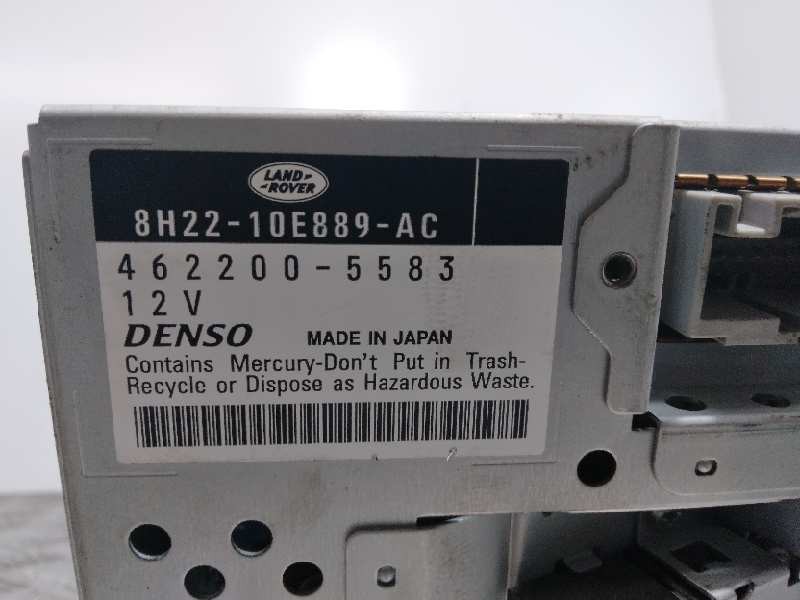 LAND-
-ROVER
8H22-10E889-AC
462200-5583
12V
DENSO MADE IN JAPAN
Contains Mercury-Don't Put in Trash-
Recycle or Dispose as Hazardous Waste.